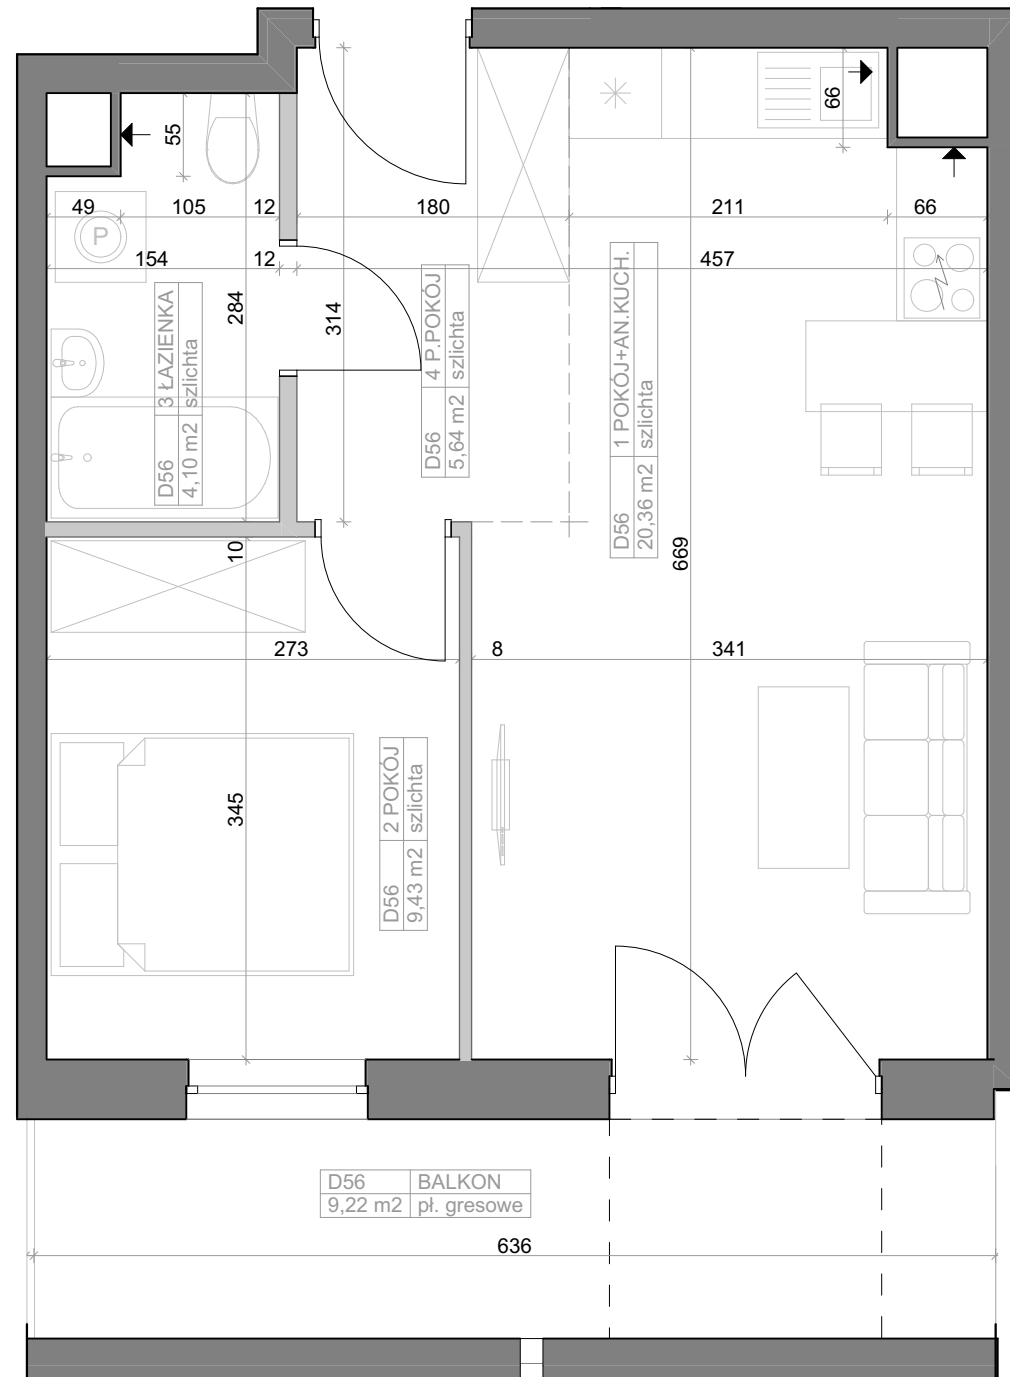 55
66
49
105
12
180
211
66
P
154
12
457
284
314
D56 3 ŁAZIENKA
4,10 m2 szlichta
D56 4 P.POKÓJ
5,64 m2 szlichta
D56 1 POKÓJ+AN.KUCH.
20,36 m2 szlichta
10
669
273
8
341
345
D56 2 POKÓJ
9,43 m2 szlichta
D56 BALKON
9,22 m2 pł. gresowe
636